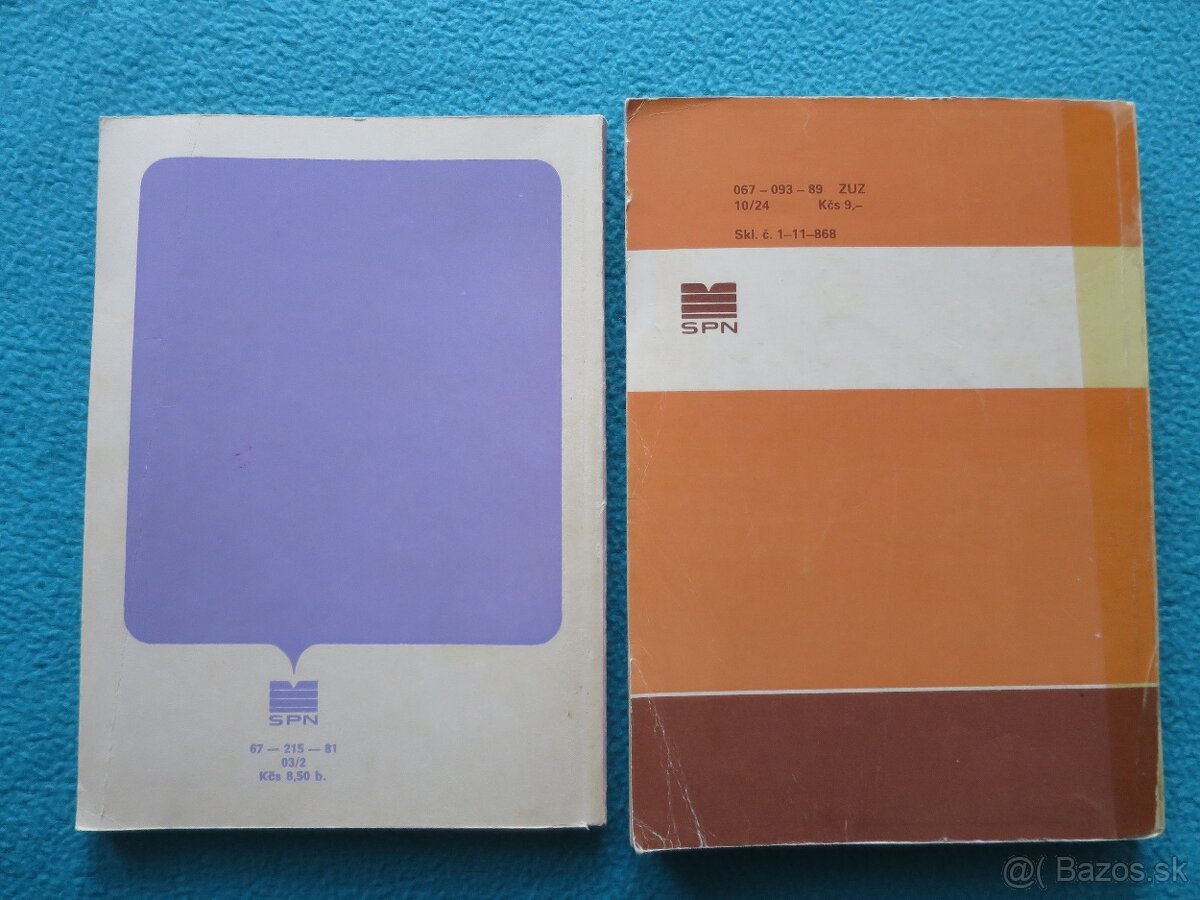 SPN
67 — 215 — 81
03/2
Kčs 8,50 b.
067 – 093 – 89 ZUZ
10/24 Kčs 9,–
Skl. č. 1–11–868
SPN
@( Bazos.sk